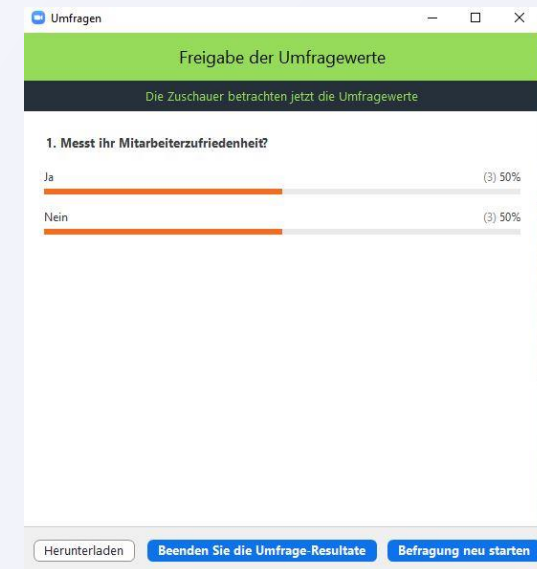 Umfragen
Freigabe der Umfragewerte
Die Zuschauer betrachten jetzt die Umfragewerte
1. Messt ihr Mitarbeiterzufriedenheit?
Ja (3) 50%
Nein (3) 50%
Herunterladen Beenden Sie die Umfrage-Resultate Befragung neu starten